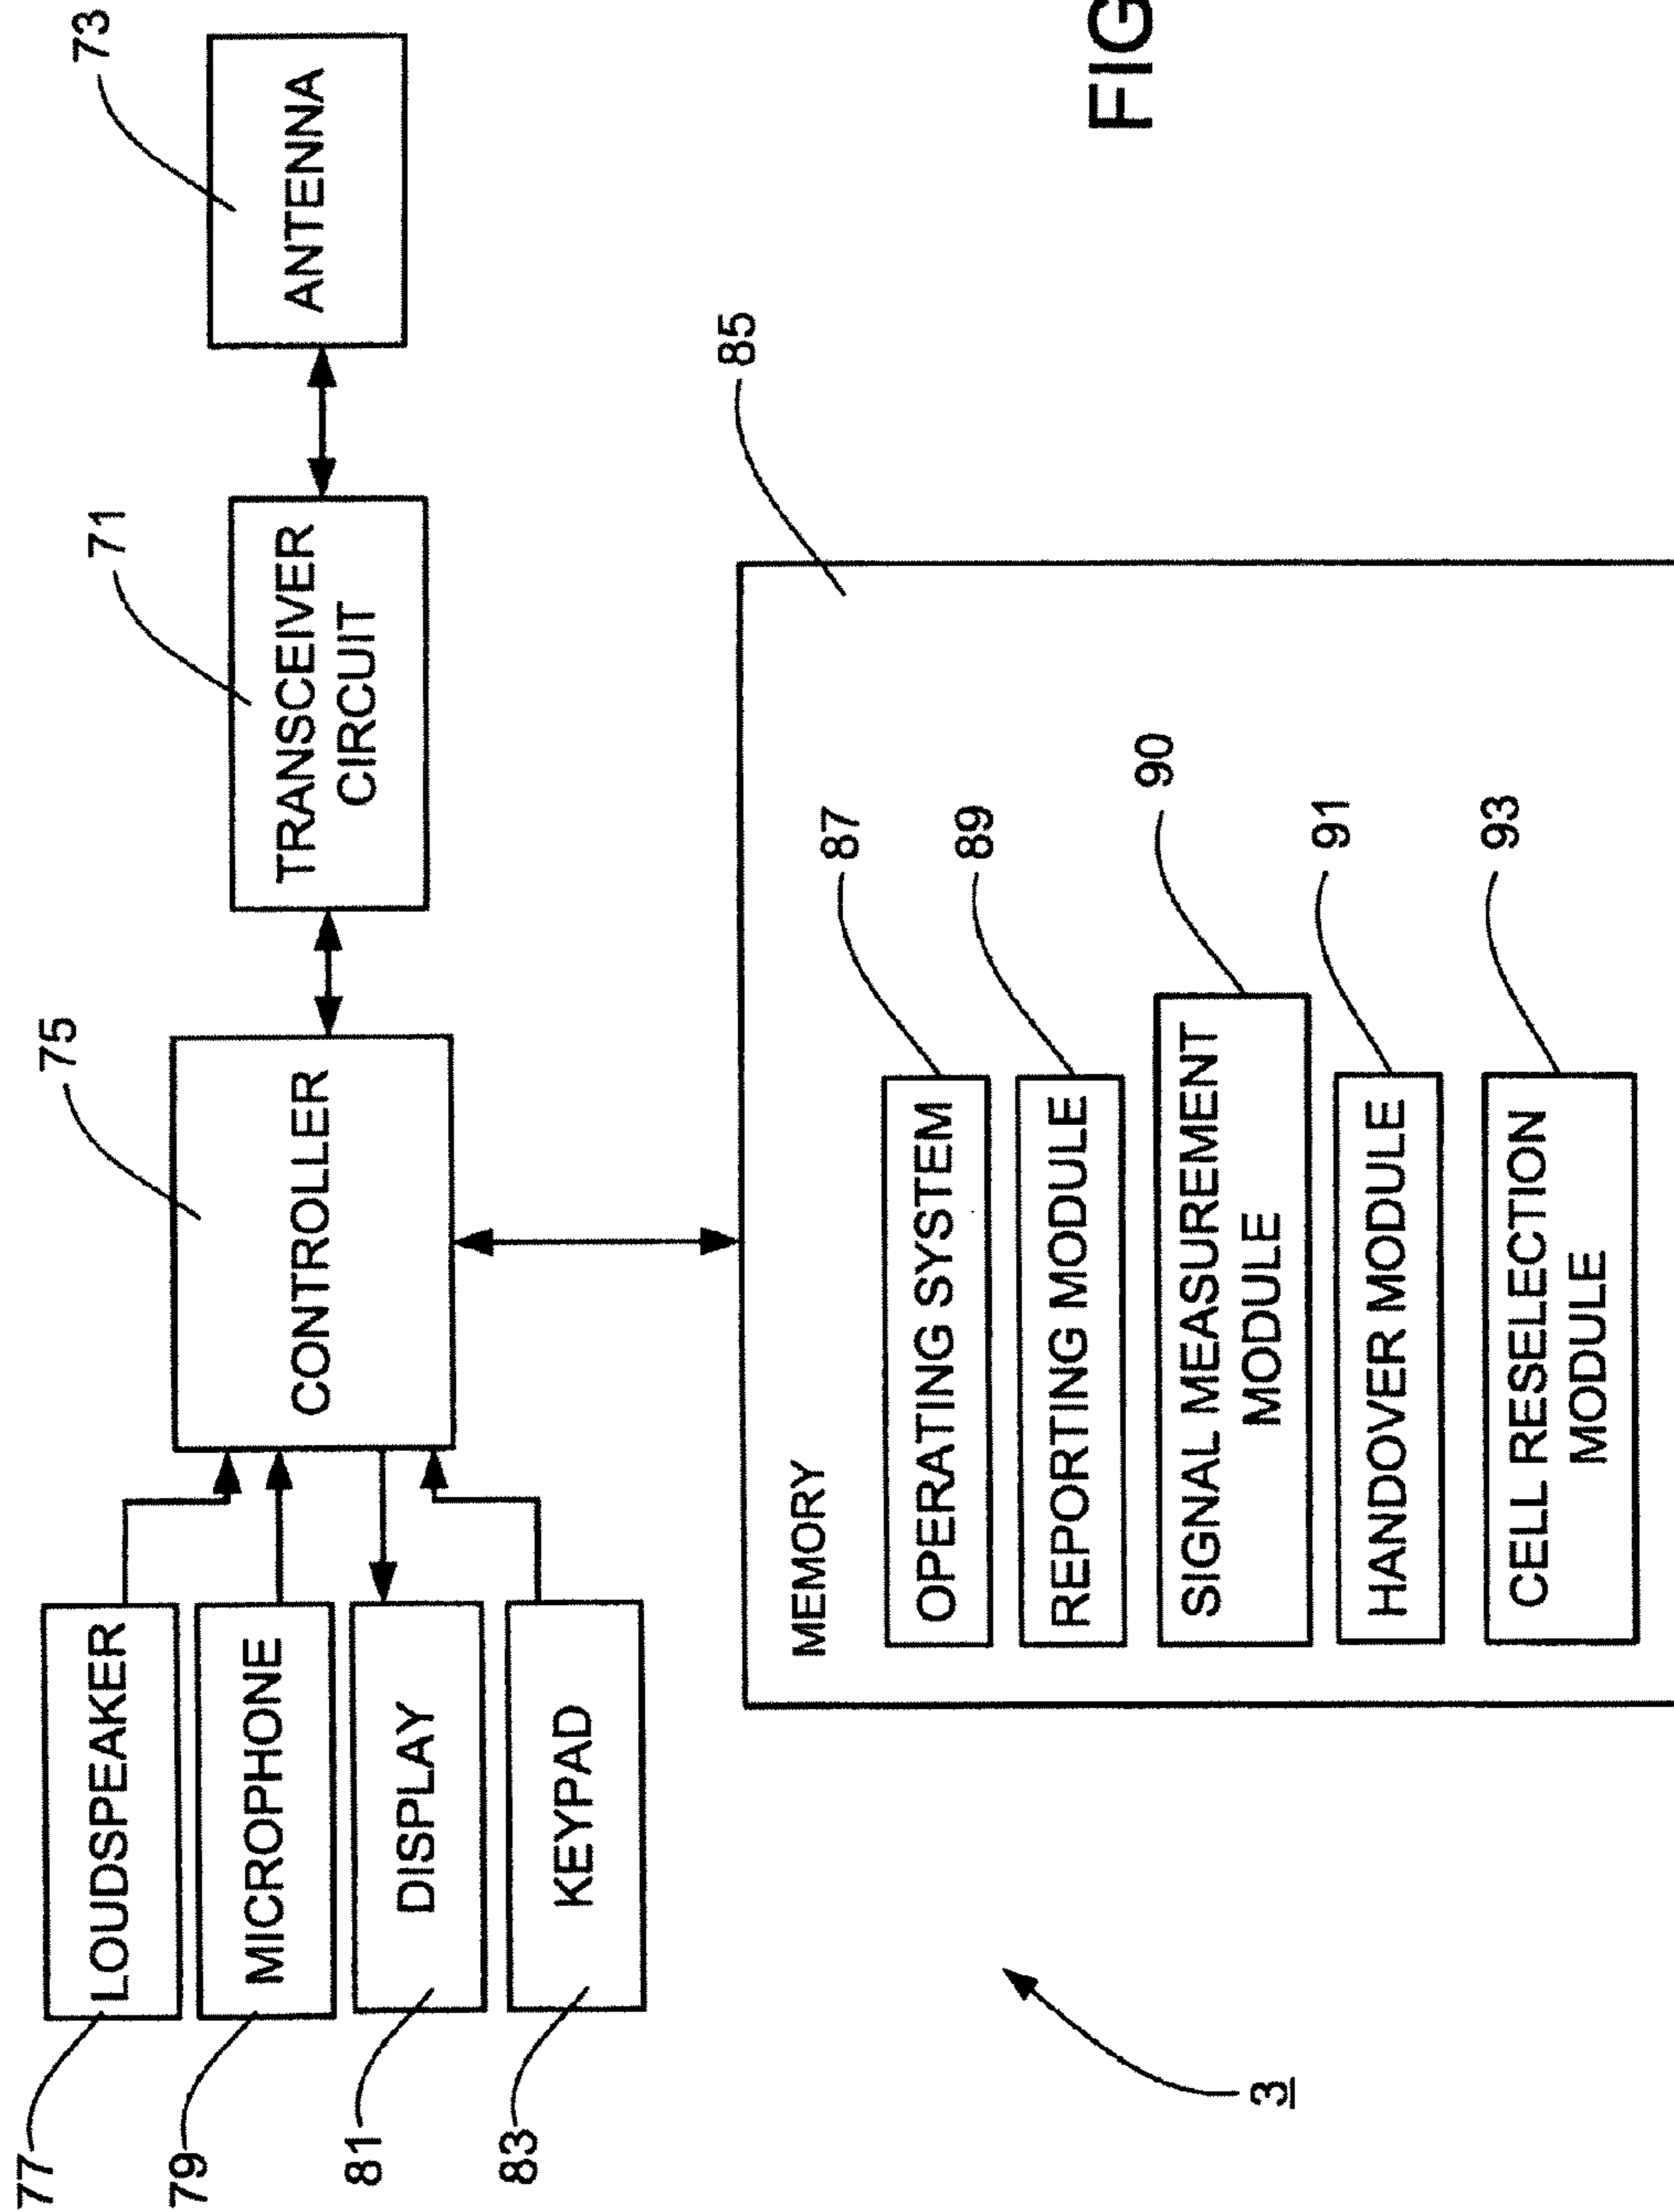 73
ANTENNA
71
TRANSCEIVER
CIRCUIT
75
CONTROLLER
77
LOUDSPEAKER
79
MICROPHONE
81
DISPLAY
83
KEYPAD
85
MEMORY
87
OPERATING SYSTEM
89
REPORTING MODULE
90
SIGNAL MEASUREMENT
MODULE
91
HANDOVER MODULE
93
CELL RESELECTION
MODULE
3
FIG